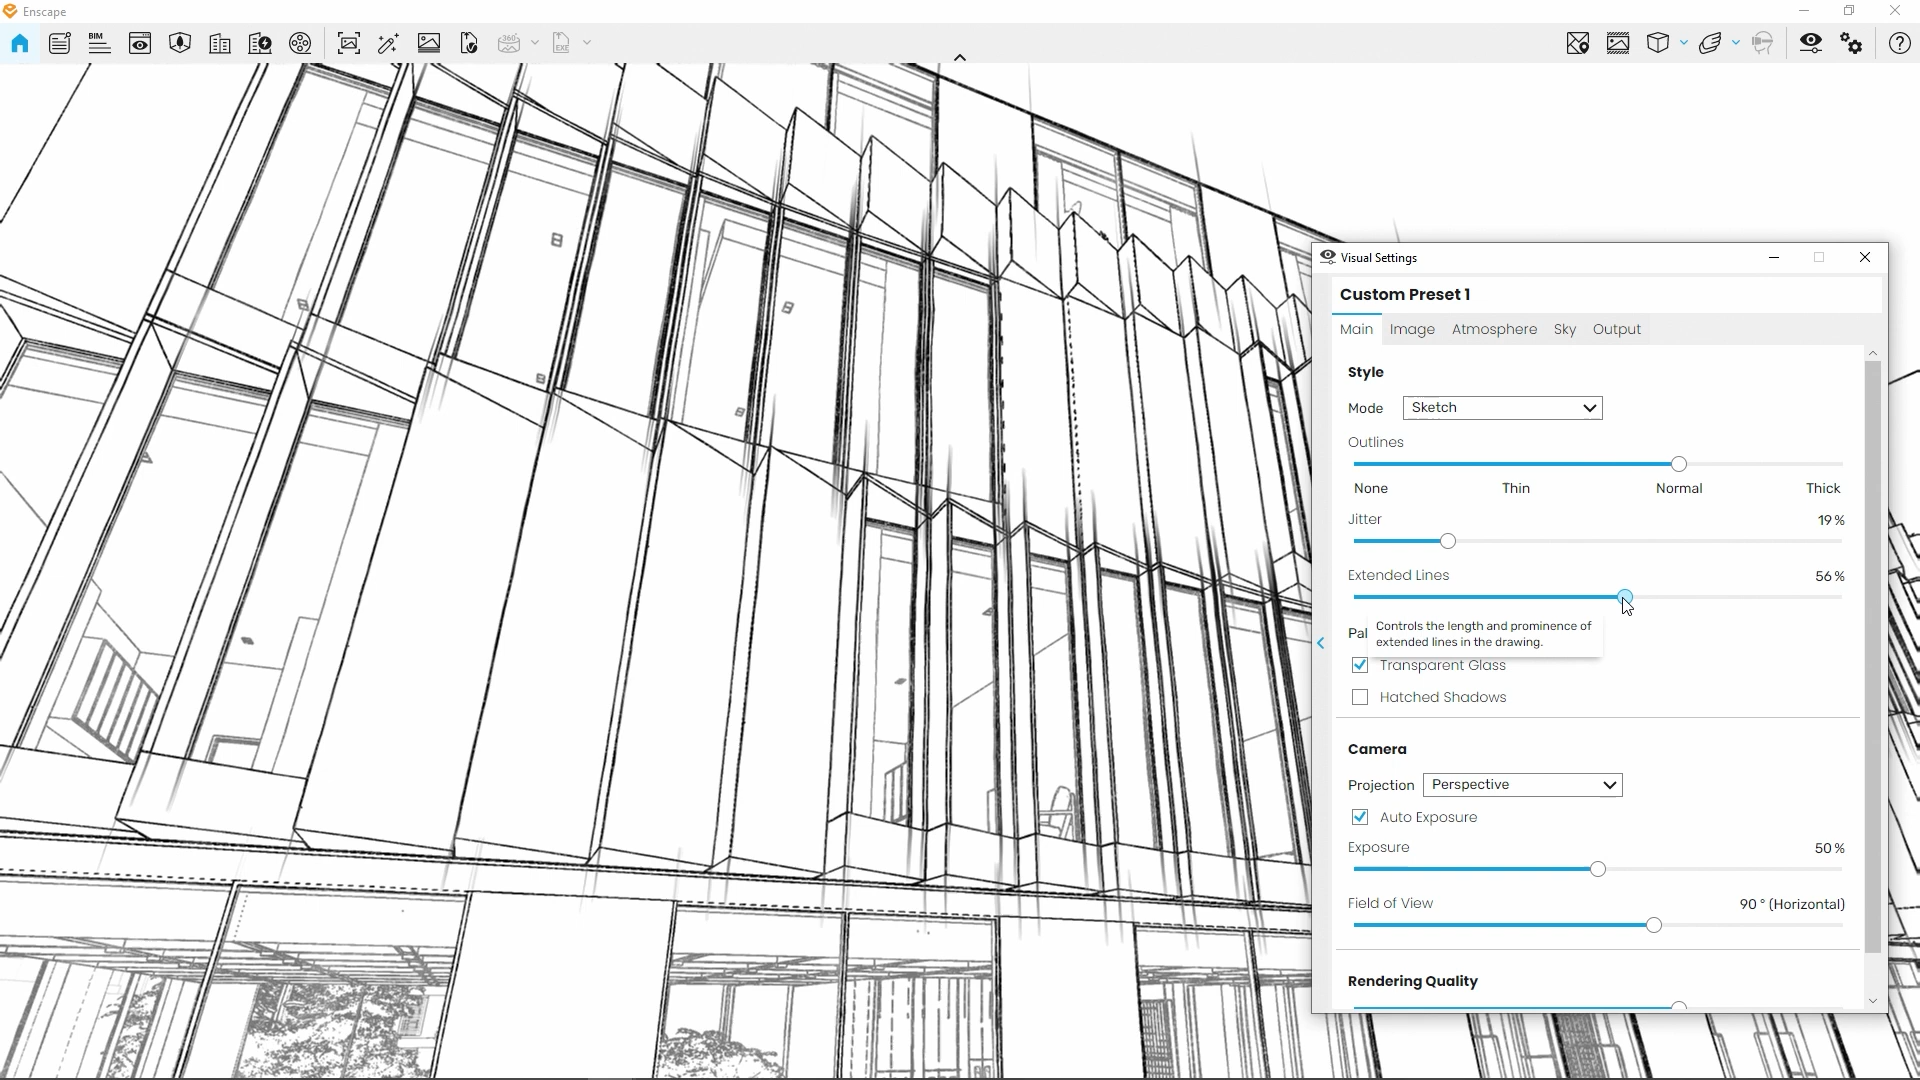 Enscape
BIM
360°
EXE
Visual Settings
Custom Preset 1
Main Image Atmosphere Sky Output
Style
Mode Sketch
Outlines
None Thin Normal Thick
Jitter 19 %
Extended Lines 56 %
Controls the length and prominence of
extended lines in the drawing.
Pal
Transparent Glass
Hatched Shadows
Camera
Projection Perspective
Auto Exposure
Exposure 50 %
Field of View 90 ° (Horizontal)
Rendering Quality